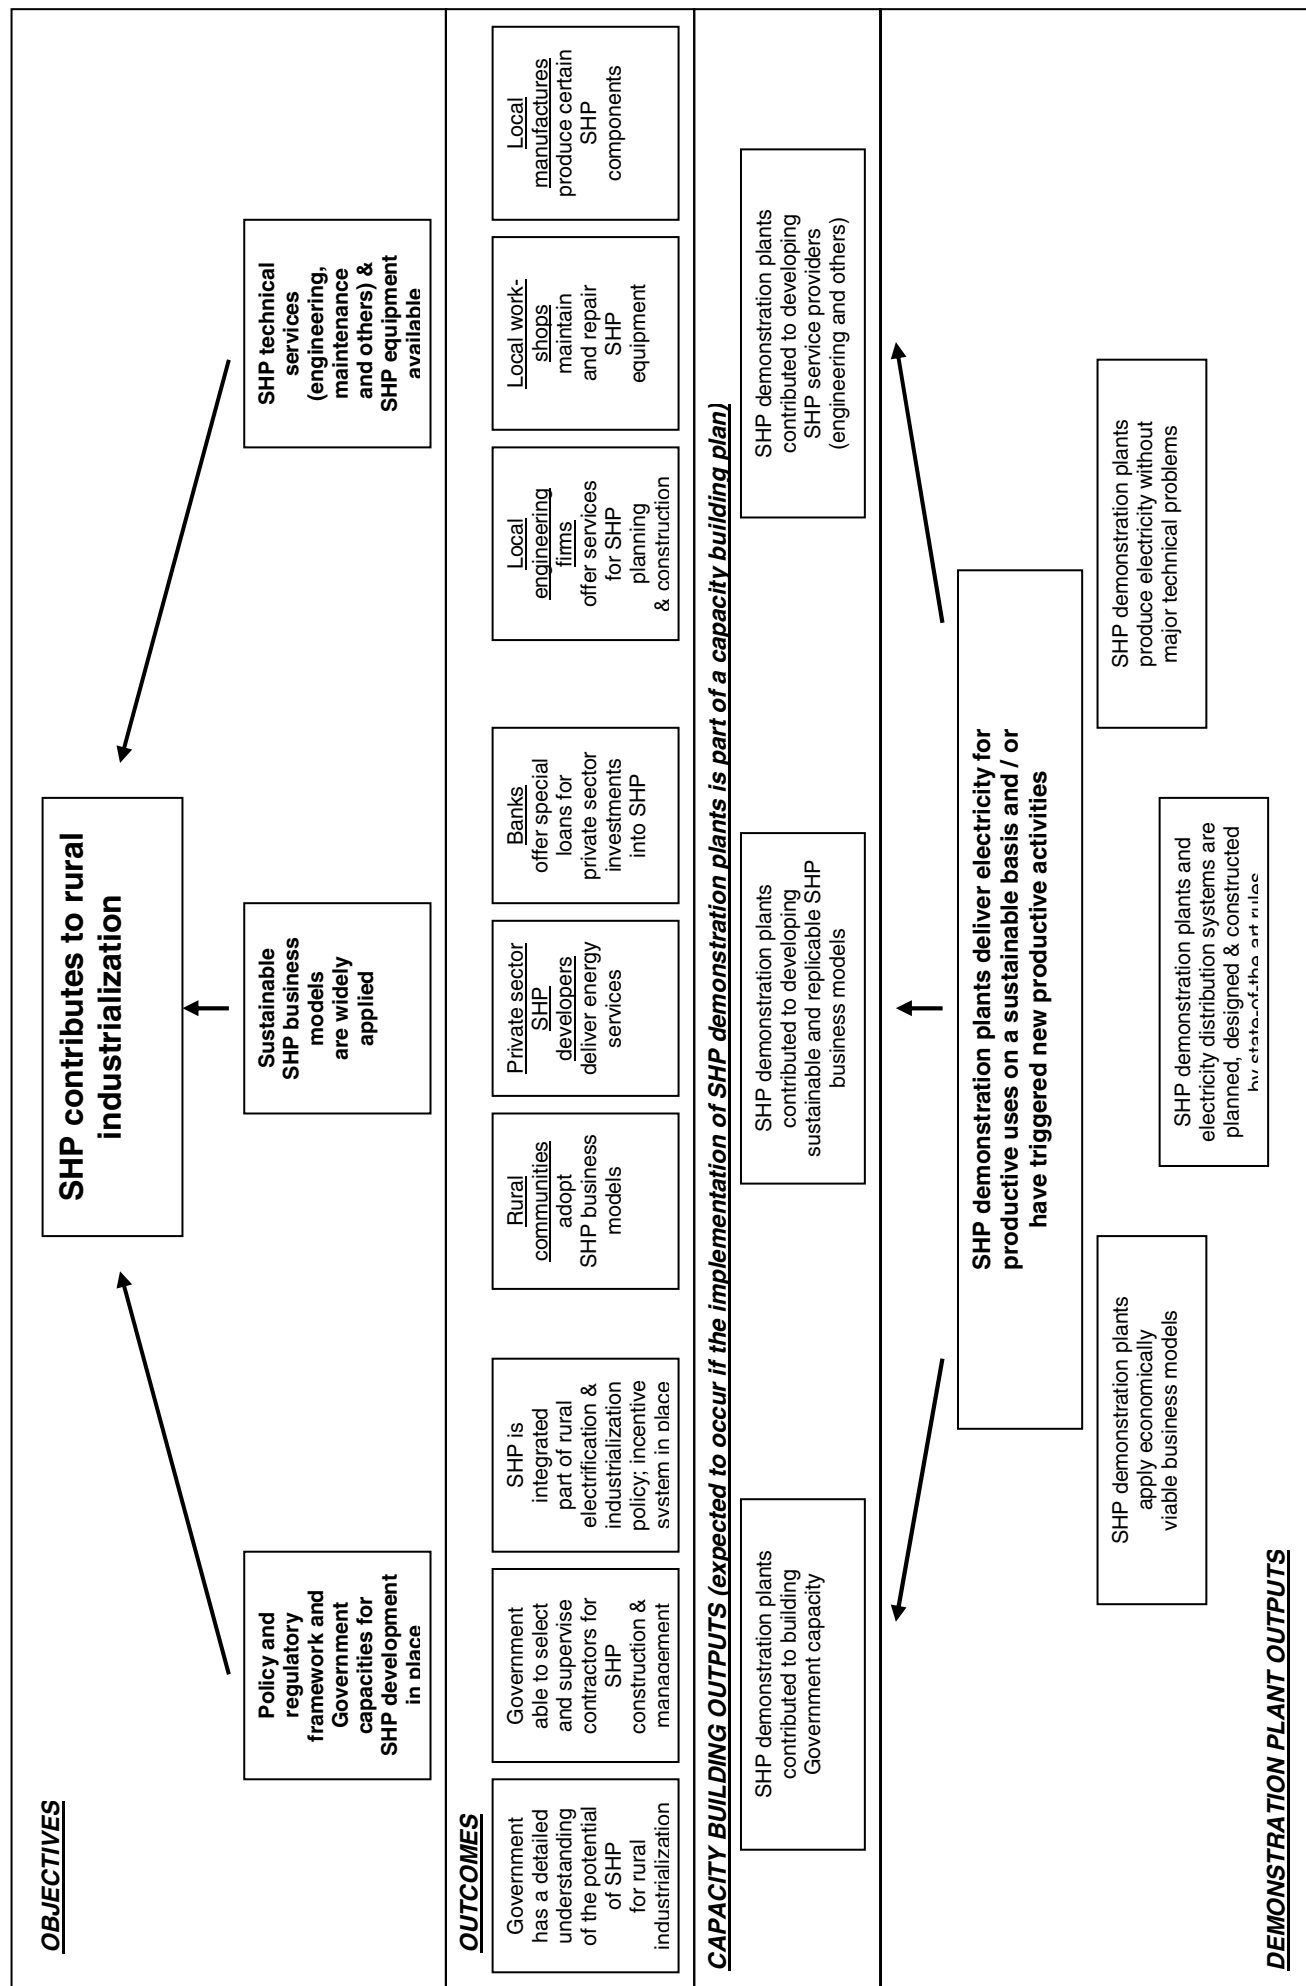 OBJECTIVES
SHP contributes to rural
industrialization
Policy and
regulatory
framework and
Government
capacities for
SHP development
in place
Sustainable
SHP business
models
are widely
applied
SHP technical
services
(engineering,
maintenance
and others) &
SHP equipment
available
OUTCOMES
Government
has a detailed
understanding
of the potential
of SHP
for rural
industrialization
Government
able to select
and supervise
contractors for
SHP
construction &
management
SHP is
integrated
part of rural
electrification &
industrialization
policy; incentive
system in place
Rural
communities
adopt
SHP business
models
Private sector
SHP
developers
deliver energy
services
Banks
offer special
loans for
private sector
investments
into SHP
Local
engineering
firms
offer services
for SHP
planning
& construction
Local work-
shops
maintain
and repair
SHP
equipment
Local
manufactures
produce certain
SHP
components
CAPACITY BUILDING OUTPUTS (expected to occur if the implementation of SHP demonstration plants is part of a capacity building plan)
SHP demonstration plants
contributed to building
Government capacity
SHP demonstration plants
contributed to developing
sustainable and replicable SHP
business models
SHP demonstration plants
contributed to developing
SHP service providers
(engineering and others)
SHP demonstration plants deliver electricity for
productive uses on a sustainable basis and / or
have triggered new productive activities
SHP demonstration plants
apply economically
viable business models
SHP demonstration plants and
electricity distribution systems are
planned, designed & constructed
by state-of-the art rules
SHP demonstration plants
produce electricity without
major technical problems
DEMONSTRATION PLANT OUTPUTS